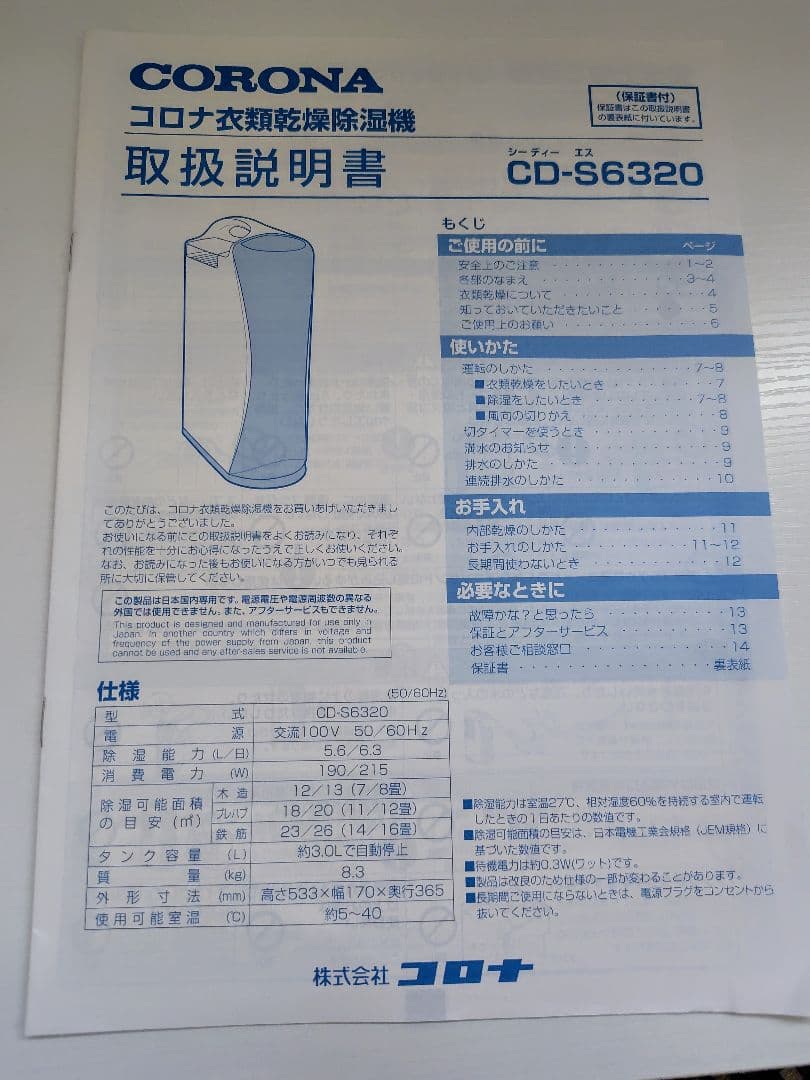 CORONA
コロナ衣類乾燥除湿機
取扱説明書
(保証書付)
保証書はこの取扱説明書
の裏表紙に付いています。
シーディー エス
CD-S6320
もくじ
ご使用の前に ページ
安全上のご注意 1~2
各部のなまえ 3~4
衣類乾燥について 4
知っておいていただきたいこと 5
ご使用上のお願い 6
使いかた
運転のしかた 7~8
■衣類乾燥をしたいとき 7
■除湿をしたいとき 7~8
■風向の切りかえ 8
切タイマーを使うとき 9
満水のお知らせ 9
排水のしかた 9
連続排水のしかた 10
お手入れ
内部乾燥のしかた 11
お手入れのしかた 11~12
長期間使わないとき 12
必要なときに
故障かな?と思ったら 13
保証とアフターサービス 13
お客様ご相談窓口 14
保証書 裏表紙
このたびは、コロナ衣類乾燥除湿機をお買いあげいただきまし
てありがとうございました。
お使いになる前にこの取扱説明書をよくお読みになり、それぞ
れの性能を十分にお心得になったうえで正しくお使いください。
なお、お読みになった後もお使いになる方がいつでも見られる
所に大切に保管してください。
この製品は日本国内専用です。電源電圧や電源周波数の異なる
外国では使用できません。また、アフターサービスもできません。
This product is designed and manufactured for use only in
Japan. In another country which differs in voltage and
frequency of the power supply from Japan, this product
cannot be used and any after-sales service is not available.
仕様 (50/60Hz)
型式 CD-S6320
電源 交流100V 50/60Hz
除湿能力 (L/日) 5.6/6.3
消費電力 (W) 190/215
除湿可能面積の目安(㎡) 木造 12/13 (7/8畳)
プレハブ 18/20 (11/12畳)
鉄筋 23/26 (14/16畳)
タンク容量 (L) 約3.0Lで自動停止
質量 (kg) 8.3
外形寸法 (mm) 高さ533×幅170×奥行365
使用可能室温 (℃) 約5~40
■除湿能力は室温27℃、相対湿度60%を持続する室内で運転
したときの1日あたりの数値です。
■除湿可能面積の目安は、日本電機工業会規格(JEM規格)に
基づいた数値です。
■待機電力は約0.3W(ワット)です。
■製品は改良のため仕様の一部が変わることがあります。
■長期間ご使用にならないときは、電源プラグをコンセントから
抜いてください。
株式会社 コロナ